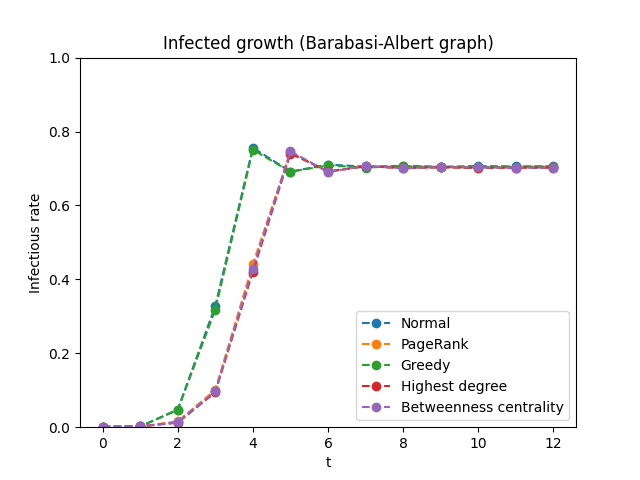 Infected growth (Barabasi-Albert graph)
Infectious rate
1.0
0.8
0.6
0.4
0.2
0.0
0
2
4
6
8
10
12
t
Normal
PageRank
Greedy
Highest degree
Betweenness centrality